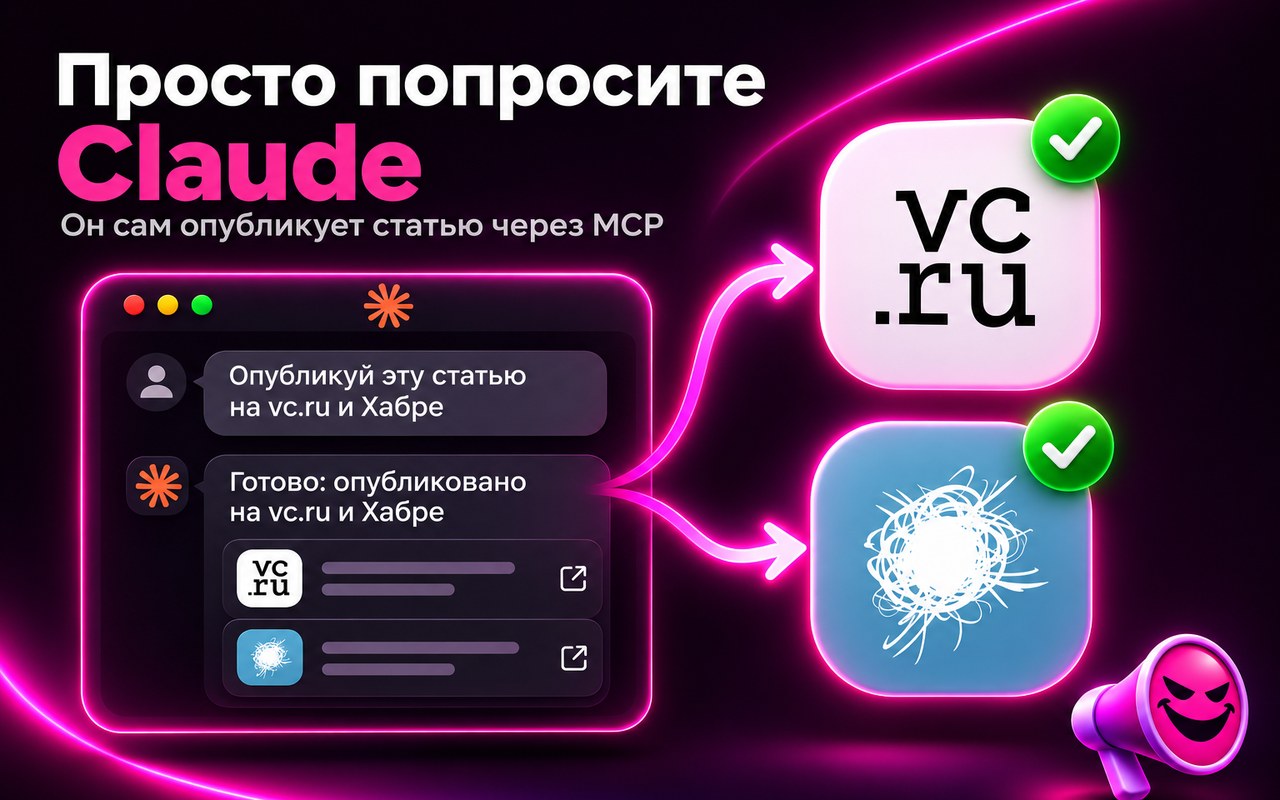 Просто попросите
Claude
Он сам опубликует статью через MCP
Опубликуй эту статью
на vc.ru и Хабре
Готово: опубликовано
на vc.ru и Хабре
vc
.ru
vc
.ru